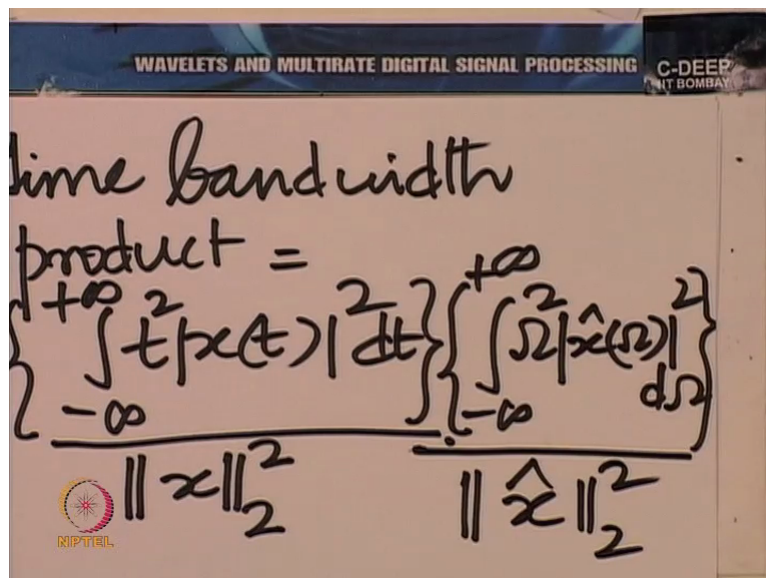 WAVELETS AND MULTIRATE DIGITAL SIGNAL PROCESSING
C-DEEP
IIT BOMBAY
time bandwidth
product =
{∫_{-∞}^{+∞} t²|x(t)|² dt} {∫_{-∞}^{+∞} Ω²|x̂(Ω)|² dΩ}
‖x‖₂² ‖x̂‖₂²
NPTEL